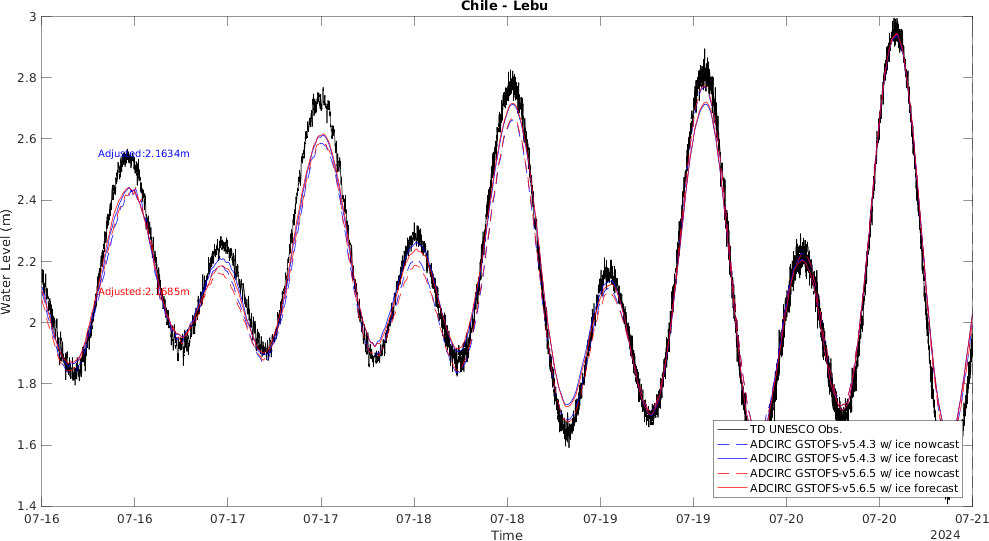 Chile - Lebu
3
2.8
2.6
2.4
2.2
2
1.8
1.6
1.4
Water Level (m)
Adjusted:2.1634m
Adjusted:2.1685m
TD UNESCO Obs.
ADCIRC GSTOFS-v5.4.3 w/ ice nowcast
ADCIRC GSTOFS-v5.4.3 w/ ice forecast
ADCIRC GSTOFS-v5.6.5 w/ ice nowcast
ADCIRC GSTOFS-v5.6.5 w/ ice forecast
07-16 07-16 07-17 07-17 07-18 07-18 07-19 07-19 07-20 07-20 07-21
Time
2024